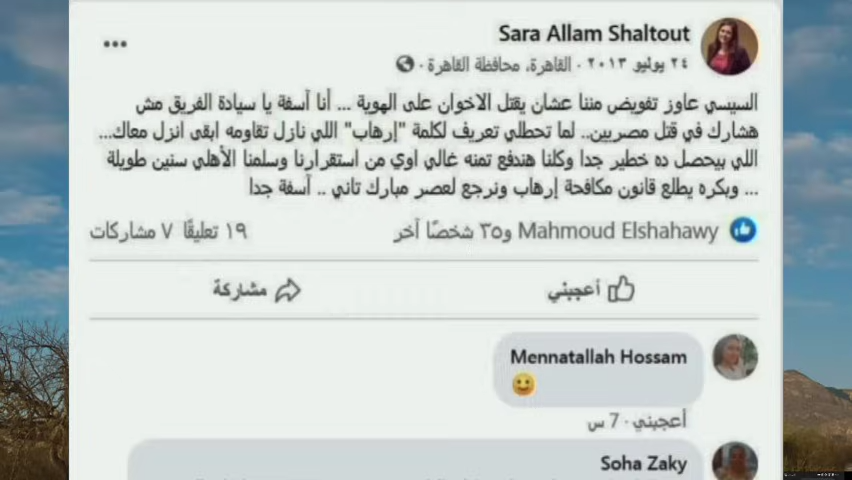 Sara Allam Shaltout
٢٤ يوليو ٢٠١٣ · القاهرة، محافظة القاهرة ·
السيسي عاوز تفويض مننا عشان يقتل الاخوان على الهوية ... أنا آسفة يا سيادة الفريق مش
هشارك في قتل مصريين.. لما تحطلي تعريف لكلمة "إرهاب" اللي نازل تقاومه ابقى انزل معاك...
اللي بيحصل ده خطير جدا وكلنا هندفع تمنه غالي اوي من استقرارنا وسلمنا الأهلي ستين طويلة
... وبكره يطلع قانون مكافحة إرهاب ونرجع لعصر مبارك تاني .. آسفة جدا
Mahmoud Elshahawy و٣٥ شخصًا آخر
١٩ تعليقًا ٧ مشاركات
أعجبني
مشاركة
Mennatallah Hossam
أعجبني · 7 س
Soha Zaky